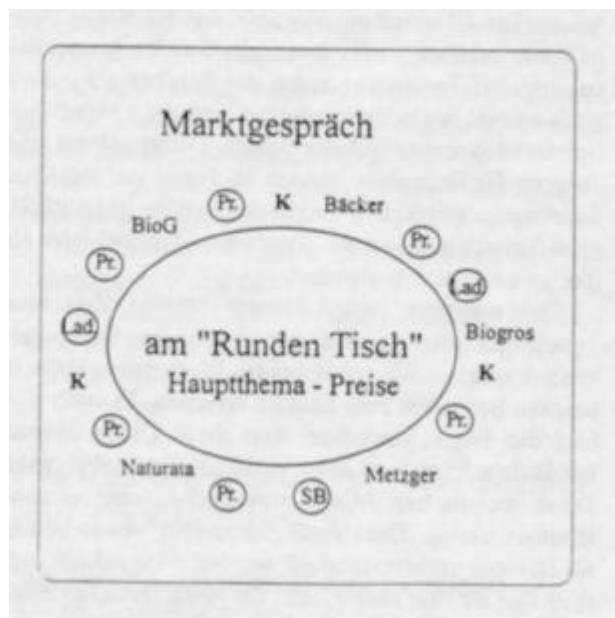 Marktgespräch
Pr. K Bäcker
BioG Pr.
Pr. Lad.
Lad. Biogros
am "Runden Tisch"
K Hauptthema - Preise K
Pr. Pr.
Naturata Metzger
Pr. SB